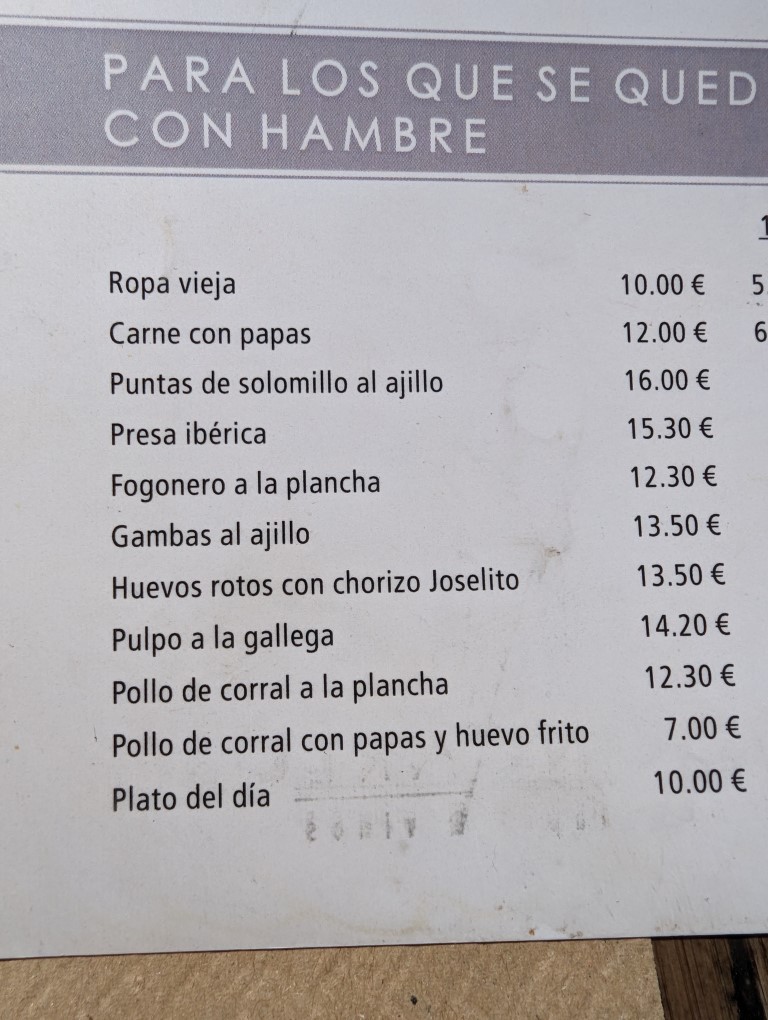 PARA LOS QUE SE QUED
CON HAMBRE
Ropa vieja 10.00 € 5
Carne con papas 12.00 € 6
Puntas de solomillo al ajillo 16.00 €
Presa ibérica 15.30 €
Fogonero a la plancha 12.30 €
Gambas al ajillo 13.50 €
Huevos rotos con chorizo Joselito 13.50 €
Pulpo a la gallega 14.20 €
Pollo de corral a la plancha 12.30 €
Pollo de corral con papas y huevo frito 7.00 €
Plato del día 10.00 €